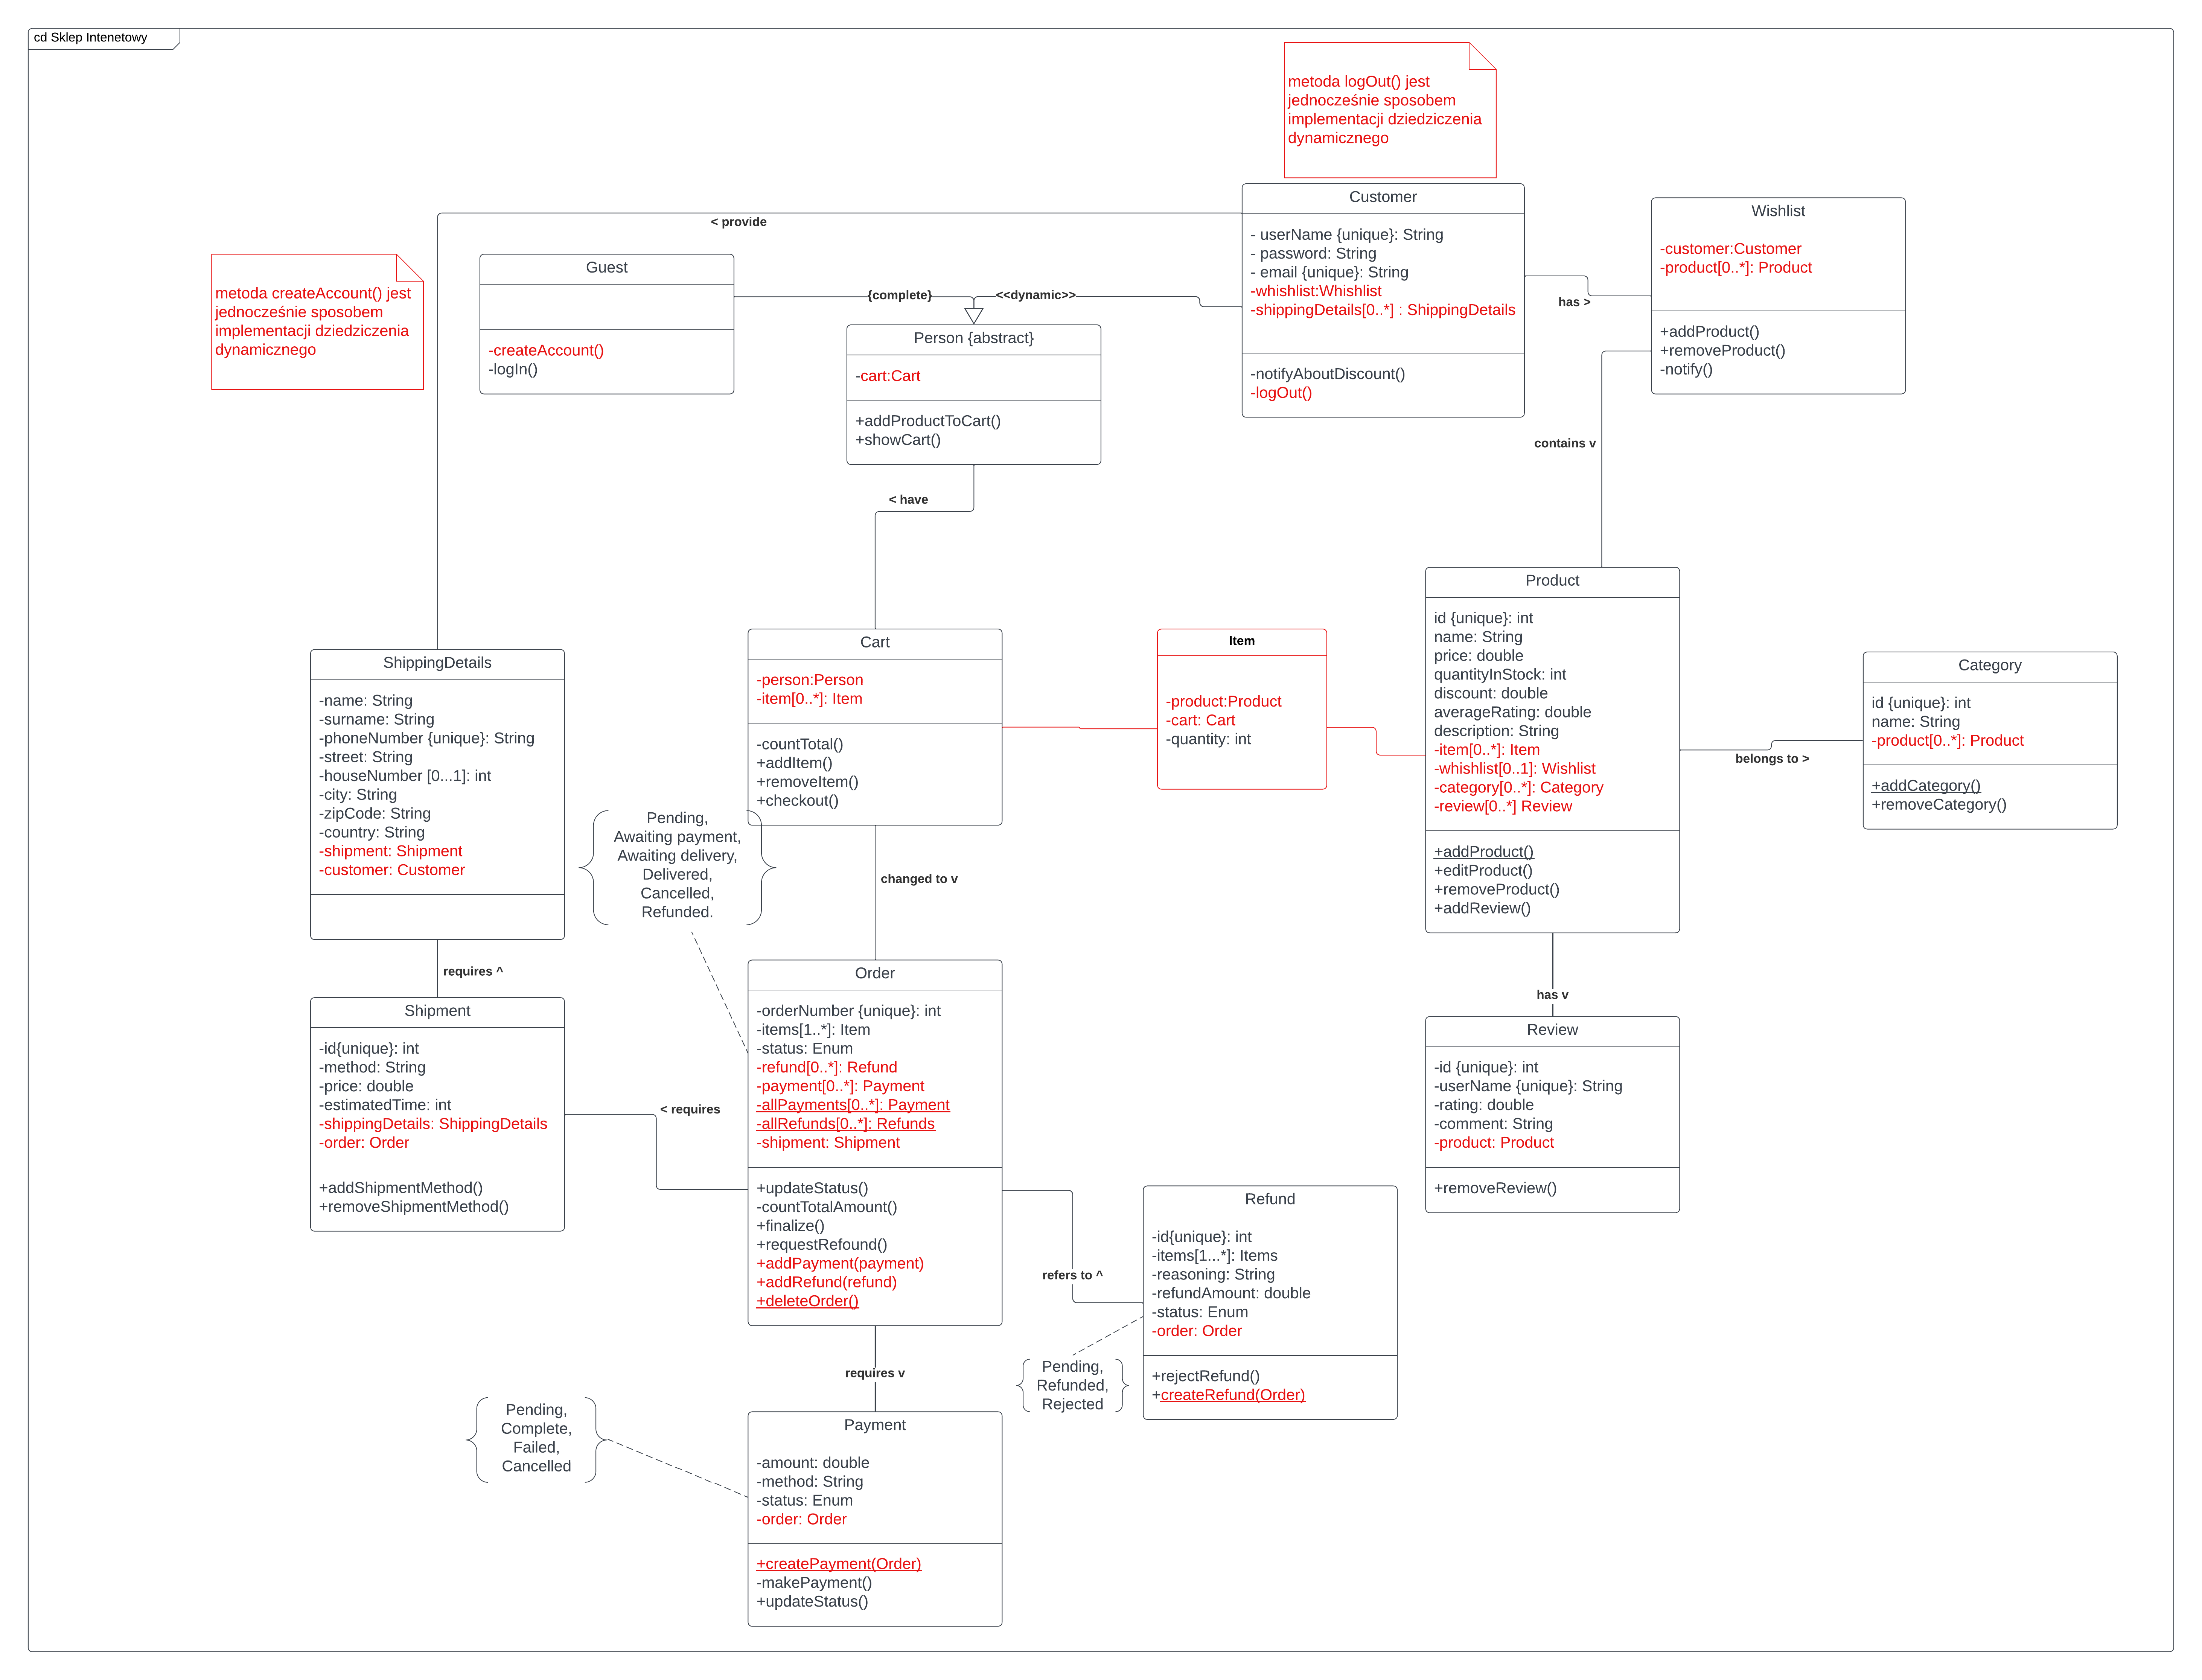 cd Sklep Intenetowy
metoda logOut() jest
jednocześnie sposobem
implementacji dziedziczenia
dynamicznego
< provide
metoda createAccount() jest
jednocześnie sposobem
implementacji dziedziczenia
dynamicznego
Guest
-createAccount()
-logIn()
{complete}
<<dynamic>>
Person {abstract}
-cart:Cart
+addProductToCart()
+showCart()
Customer
- userName {unique}: String
- password: String
- email {unique}: String
-whishlist:Whishlist
-shippingDetails[0..*] : ShippingDetails
-notifyAboutDiscount()
-logOut()
has >
Wishlist
-customer:Customer
-product[0..*]: Product
+addProduct()
+removeProduct()
-notify()
contains v
< have
ShippingDetails
-name: String
-surname: String
-phoneNumber {unique}: String
-street: String
-houseNumber [0...1]: int
-city: String
-zipCode: String
-country: String
-shipment: Shipment
-customer: Customer
Cart
-person:Person
-item[0..*]: Item
-countTotal()
+addItem()
+removeItem()
+checkout()
Item
-product:Product
-cart: Cart
-quantity: int
Product
id {unique}: int
name: String
price: double
quantityInStock: int
discount: double
averageRating: double
description: String
-item[0..*]: Item
-whishlist[0..1]: Wishlist
-category[0..*]: Category
-review[0..*] Review
+addProduct()
+editProduct()
+removeProduct()
+addReview()
belongs to >
Category
id {unique}: int
name: String
-product[0..*]: Product
+addCategory()
+removeCategory()
Pending,
Awaiting payment,
Awaiting delivery,
Delivered,
Cancelled,
Refunded.
changed to v
requires ^
Shipment
-id{unique}: int
-method: String
-price: double
-estimatedTime: int
-shippingDetails: ShippingDetails
-order: Order
+addShipmentMethod()
+removeShipmentMethod()
< requires
Order
-orderNumber {unique}: int
-items[1..*]: Item
-status: Enum
-refund[0..*]: Refund
-payment[0..*]: Payment
-allPayments[0..*]: Payment
-allRefunds[0..*]: Refunds
-shipment: Shipment
+updateStatus()
-countTotalAmount()
+finalize()
+requestRefound()
+addPayment(payment)
+addRefund(refund)
+deleteOrder()
has v
Review
-id {unique}: int
-userName {unique}: String
-rating: double
-comment: String
-product: Product
+removeReview()
refers to ^
Refund
-id{unique}: int
-items[1...*]: Items
-reasoning: String
-refundAmount: double
-status: Enum
-order: Order
+rejectRefund()
+createRefund(Order)
Pending,
Refunded,
Rejected
requires v
Pending,
Complete,
Failed,
Cancelled
Payment
-amount: double
-method: String
-status: Enum
-order: Order
+createPayment(Order)
-makePayment()
+updateStatus()